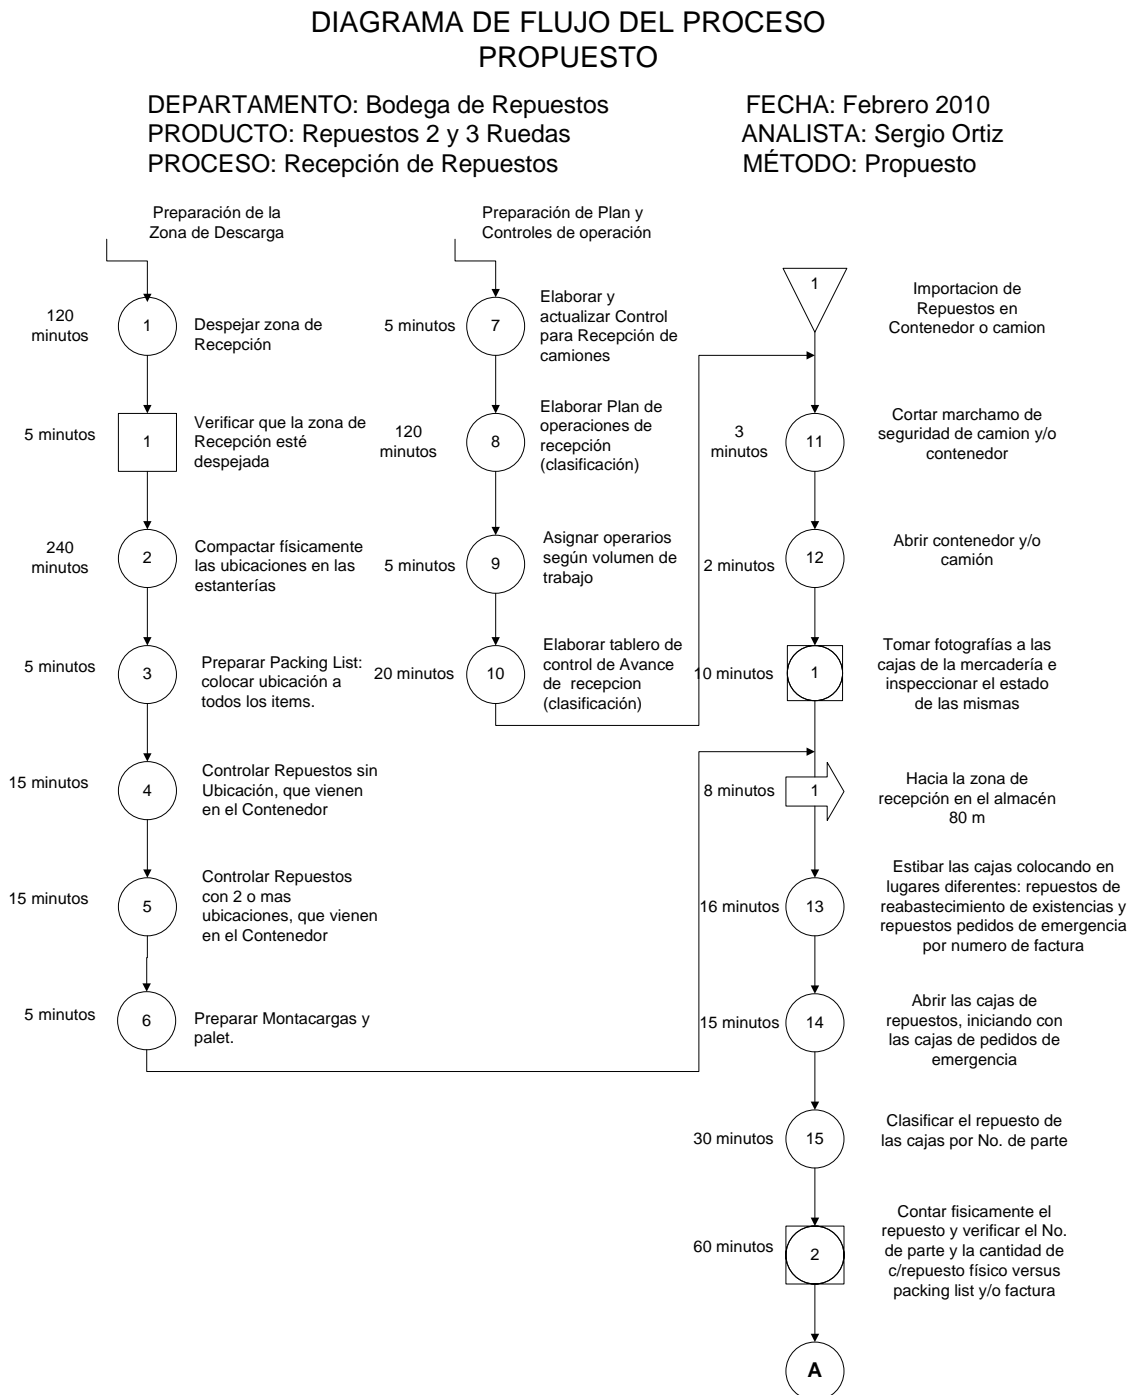 DIAGRAMA DE FLUJO DEL PROCESO
PROPUESTO
DEPARTAMENTO: Bodega de Repuestos
PRODUCTO: Repuestos 2 y 3 Ruedas
PROCESO: Recepción de Repuestos
FECHA: Febrero 2010
ANALISTA: Sergio Ortiz
MÉTODO: Propuesto
Preparación de la
Zona de Descarga
120
minutos
1
Despejar zona de
Recepción
5 minutos
1
Verificar que la zona de
Recepción esté
despejada
240
minutos
2
Compactar físicamente
las ubicaciones en las
estanterías
5 minutos
3
Preparar Packing List:
colocar ubicación a
todos los items.
15 minutos
4
Controlar Repuestos sin
Ubicación, que vienen
en el Contenedor
15 minutos
5
Controlar Repuestos
con 2 o mas
ubicaciones, que vienen
en el Contenedor
5 minutos
6
Preparar Montacargas y
palet.
Preparación de Plan y
Controles de operación
5 minutos
7
Elaborar y
actualizar Control
para Recepción de
camiones
120
minutos
8
Elaborar Plan de
operaciones de
recepción
(clasificación)
5 minutos
9
Asignar operarios
según volumen de
trabajo
20 minutos
10
Elaborar tablero de
control de Avance
de recepcion
(clasificación)
1
Importacion de
Repuestos en
Contenedor o camion
3
minutos
11
Cortar marchamo de
seguridad de camion y/o
contenedor
2 minutos
12
Abrir contenedor y/o
camión
10 minutos
1
Tomar fotografías a las
cajas de la mercadería e
inspeccionar el estado
de las mismas
8 minutos
1
Hacia la zona de
recepción en el almacén
80 m
16 minutos
13
Estibar las cajas colocando en
lugares diferentes: repuestos de
reabastecimiento de existencias y
repuestos pedidos de emergencia
por numero de factura
15 minutos
14
Abrir las cajas de
repuestos, iniciando con
las cajas de pedidos de
emergencia
30 minutos
15
Clasificar el repuesto de
las cajas por No. de parte
60 minutos
2
Contar fisicamente el
repuesto y verificar el No.
de parte y la cantidad de
c/repuesto físico versus
packing list y/o factura
A